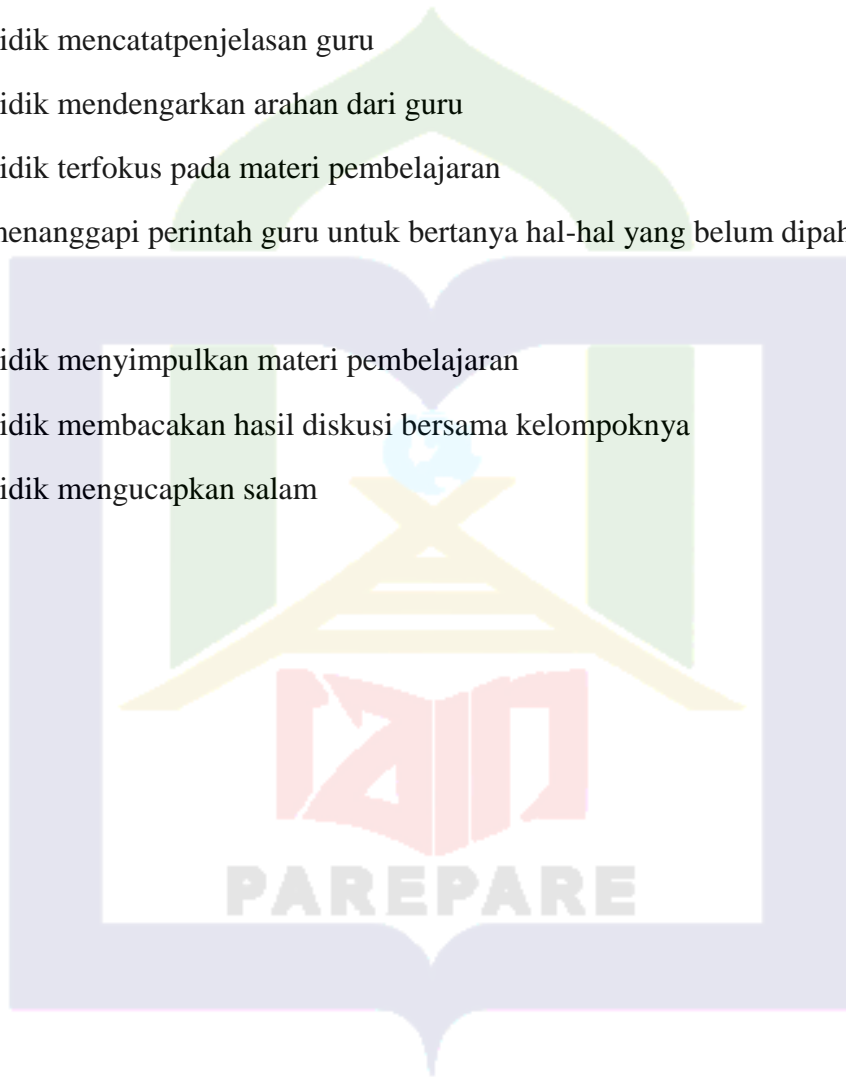 idik mencatatpenjelasan guru
idik mendengarkan arahan dari guru
idik terfokus pada materi pembelajaran
menanggapi perintah guru untuk bertanya hal-hal yang belum dipah
idik menyimpulkan materi pembelajaran
idik membacakan hasil diskusi bersama kelompoknya
idik mengucapkan salam
iain
PAREPARE